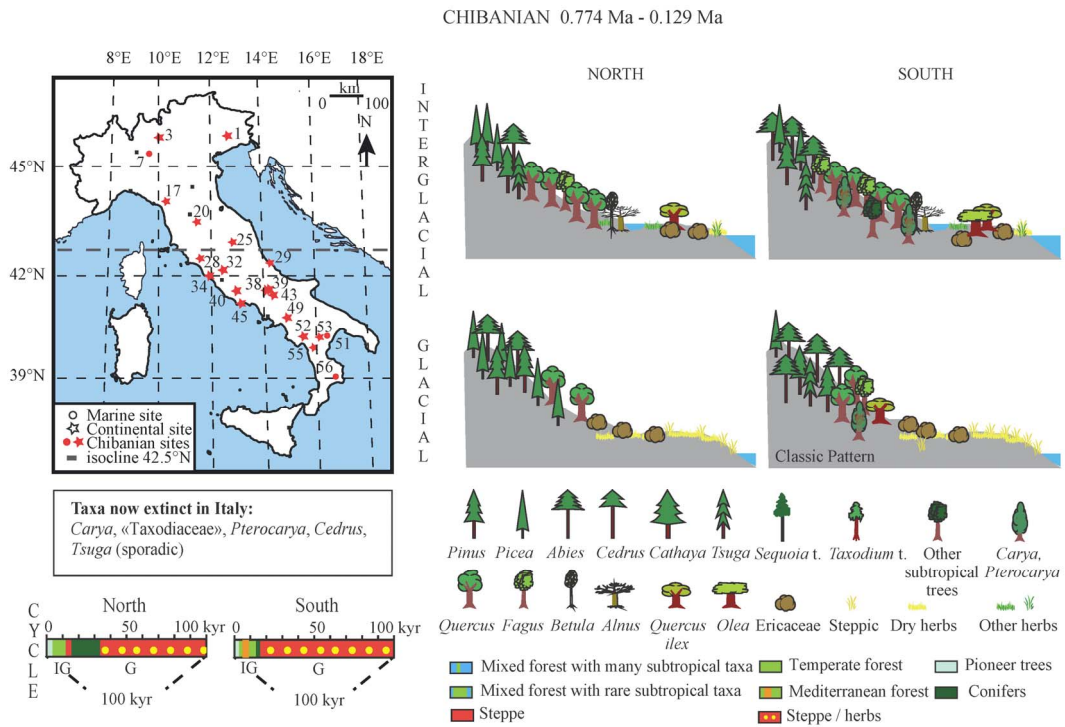 CHIBANIAN 0.774 Ma - 0.129 Ma
8°E 10°E 12°E 14°E 16°E 18°E
km
0 100
N
45°N
42°N
39°N
3
1
7
17
20
25
28
32
29
34
38
39
40
43
45
49
52
53
51
55
56
Marine site
Continental site
Chibanian sites
isocline 42.5°N
INTERGLACIAL
GLACIAL
NORTH
SOUTH
Classic Pattern
Taxa now extinct in Italy:
Carya, «Taxodiaceae», Pterocarya, Cedrus,
Tsuga (sporadic)
Pinus Picea Abies Cedrus Cathaya Tsuga Sequoia t. Taxodium t. Other subtropical trees Carya, Pterocarya
Quercus Fagus Betula Alnus Quercus ilex Olea Ericaceae Steppic Dry herbs Other herbs
CYCLE
North
0 50 100 kyr
IG G
100 kyr
South
0 50 100 kyr
IG G
100 kyr
Mixed forest with many subtropical taxa
Mixed forest with rare subtropical taxa
Steppe
Temperate forest
Mediterranean forest
Steppe / herbs
Pioneer trees
Conifers